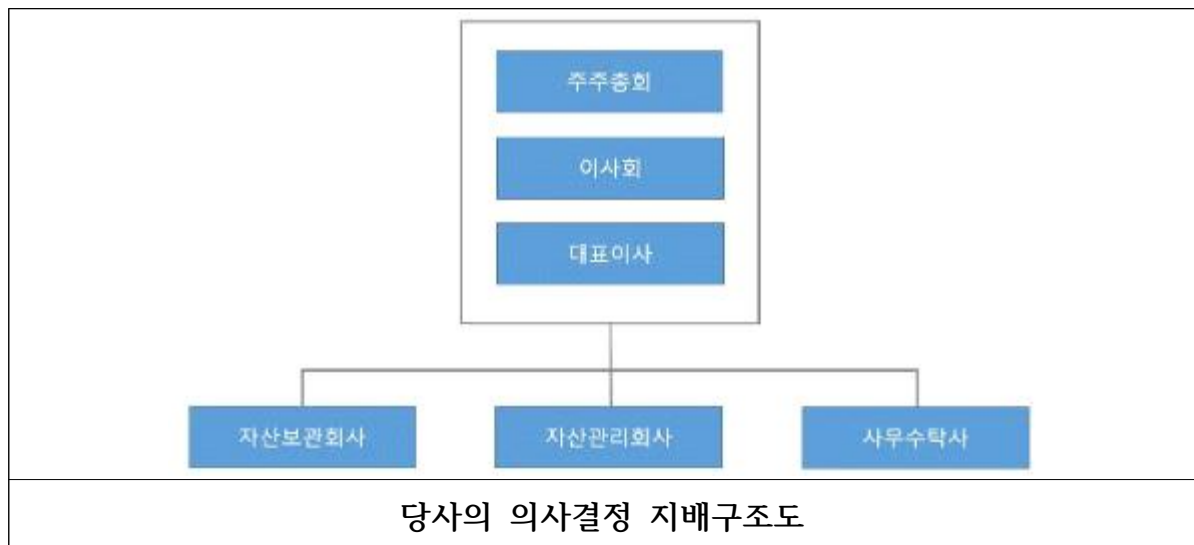 주주총회
이사회
대표이사
자산보관회사
자산관리회사
사무수탁사
당사의 의사결정 지배구조도